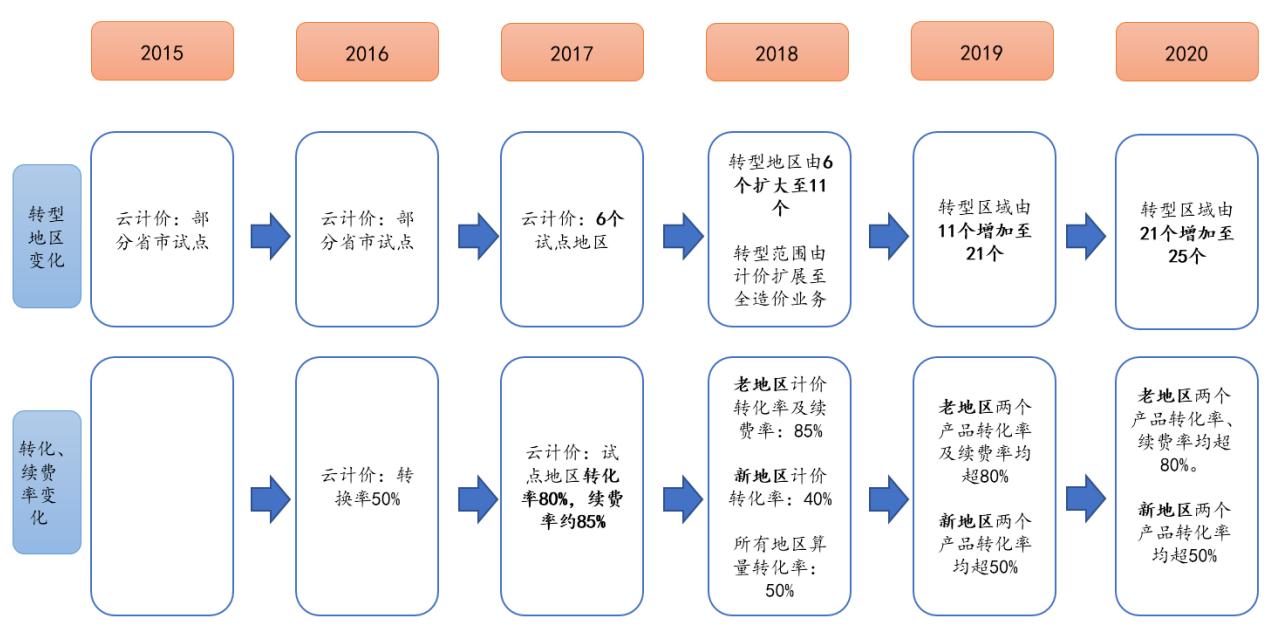 2015
2016
2017
2018
2019
2020
转型
地区
变化
云计价：部
分省市试点
云计价：部
分省市试点
云计价：6个
试点地区
转型地区由6
个扩大至11
个
转型范围由
计价扩展至
全造价业务
转型区域由
11个增加至
21个
转型区域由
21个增加至
25个
转化、
续费
率变
化
云计价：转
换率50%
云计价：试
点地区转化
率80%，续费
率约85%
老地区计价
转化率及续
费率：85%
新地区计价
转化率：40%
所有地区算
量转化率：
50%
老地区两个
产品转化率
及续费率均
超80%
新地区两个
产品转化率
均超50%
老地区两个
产品转化率、
续费率均超
80%。
新地区两个
产品转化率
均超50%